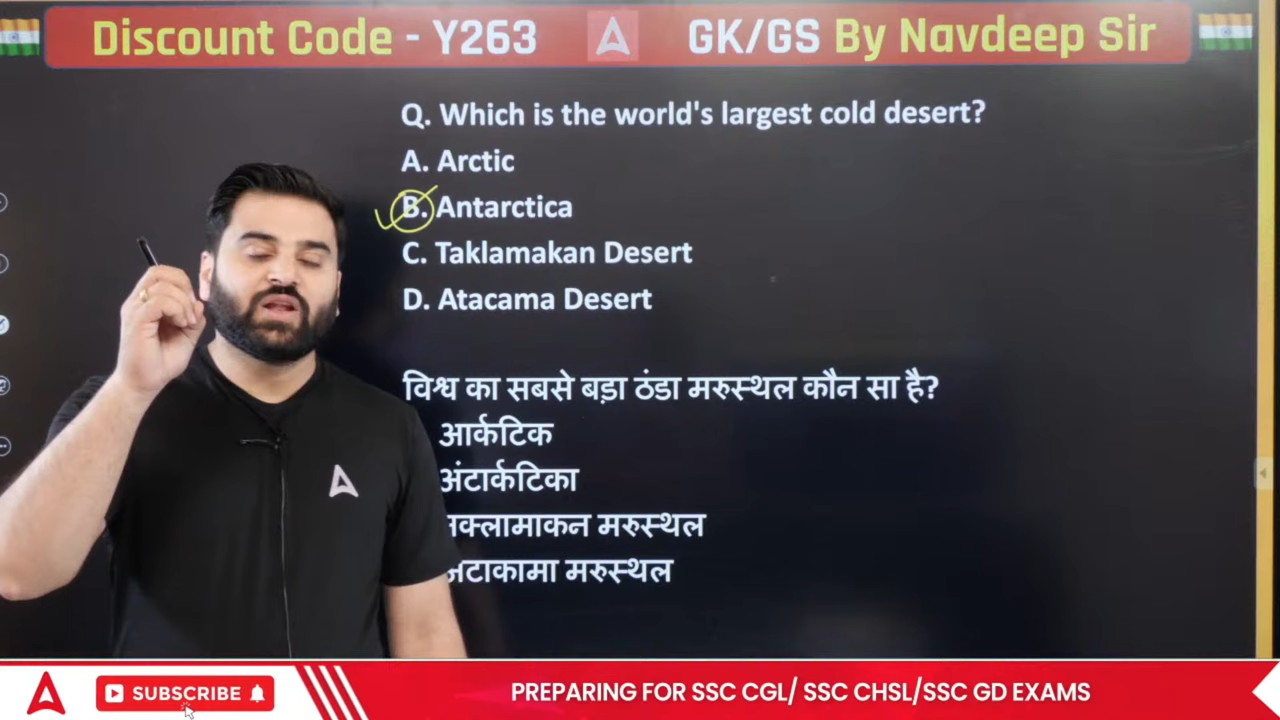 Discount Code - Y263 GK/GS By Navdeep Sir
Q. Which is the world's largest cold desert?
A. Arctic
B. Antarctica
C. Taklamakan Desert
D. Atacama Desert
विश्व का सबसे बड़ा ठंडा मरुस्थल कौन सा है?
आर्कटिक
अंटार्कटिका
मरुस्थल
मरुस्थल
SUBSCRIBE
PREPARING FOR SSC CGL/ SSC CHSL/SSC GD EXAMS